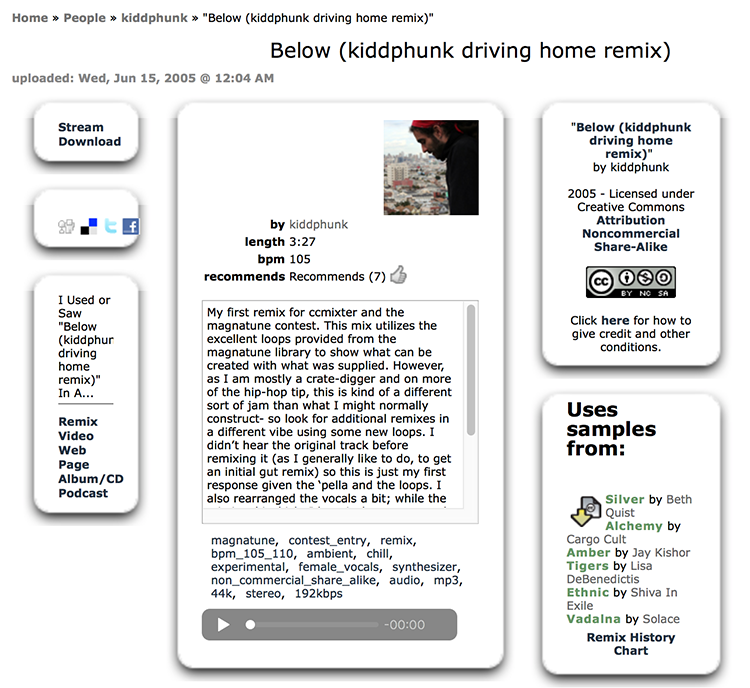 Home » People » kiddphunk » "Below (kiddphunk driving home remix)"
Below (kiddphunk driving home remix)
uploaded: Wed, Jun 15, 2005 @ 12:04 AM
Stream
Download
I Used or
Saw
"Below
(kiddphur
driving
home
remix)"
In A...
Remix
Video
Web
Page
Album/CD
Podcast
by kiddphunk
length 3:27
bpm 105
recommends Recommends (7)
My first remix for ccmixter and the
magnatune contest. This mix utilizes the
excellent loops provided from the
magnatune library to show what can be
created with what was supplied. However,
as I am mostly a crate-digger and on more
of the hip-hop tip, this is kind of a different
sort of jam than what I might normally
construct- so look for additional remixes in
a different vibe using some new loops. I
didn't hear the original track before
remixing it (as I generally like to do, to get
an initial gut remix) so this is just my first
response given the 'pella and the loops. I
also rearranged the vocals a bit; while the
magnatune, contest_entry, remix,
bpm_105_110, ambient, chill,
experimental, female_vocals, synthesizer,
non_commercial_share_alike, audio, mp3,
44k, stereo, 192kbps
-00:00
"Below (kiddphunk
driving home
remix)"
by kiddphunk
2005 - Licensed under
Creative Commons
Attribution
Noncommercial
Share-Alike
cc
BY NC SA
Click here for how to
give credit and other
conditions.
Uses
samples
from:
Silver by Beth
Quist
Alchemy by
Cargo Cult
Amber by Jay Kishor
Tigers by Lisa
DeBenedictis
Ethnic by Shiva In
Exile
Vadalna by Solace
Remix History
Chart